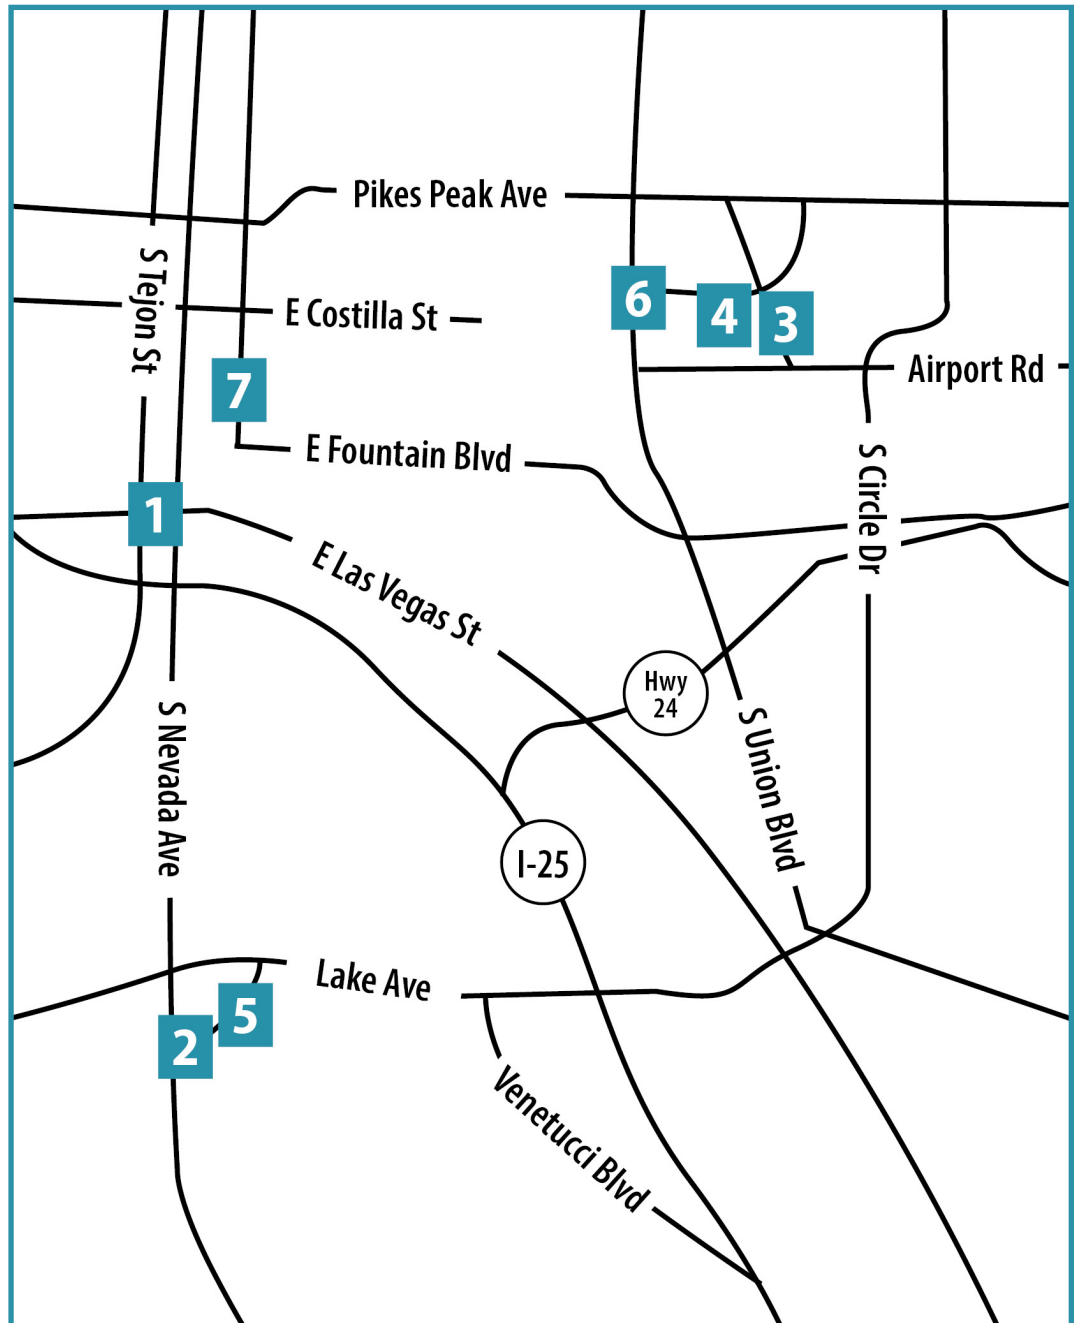 Pikes Peak Ave
S Tejon St
E Costilla St
6
4
3
Airport Rd
7
E Fountain Blvd
S Circle Dr
1
E Las Vegas St
Hwy
24
S Nevada Ave
S Union Blvd
I-25
Lake Ave
5
2
Venetucci Blvd